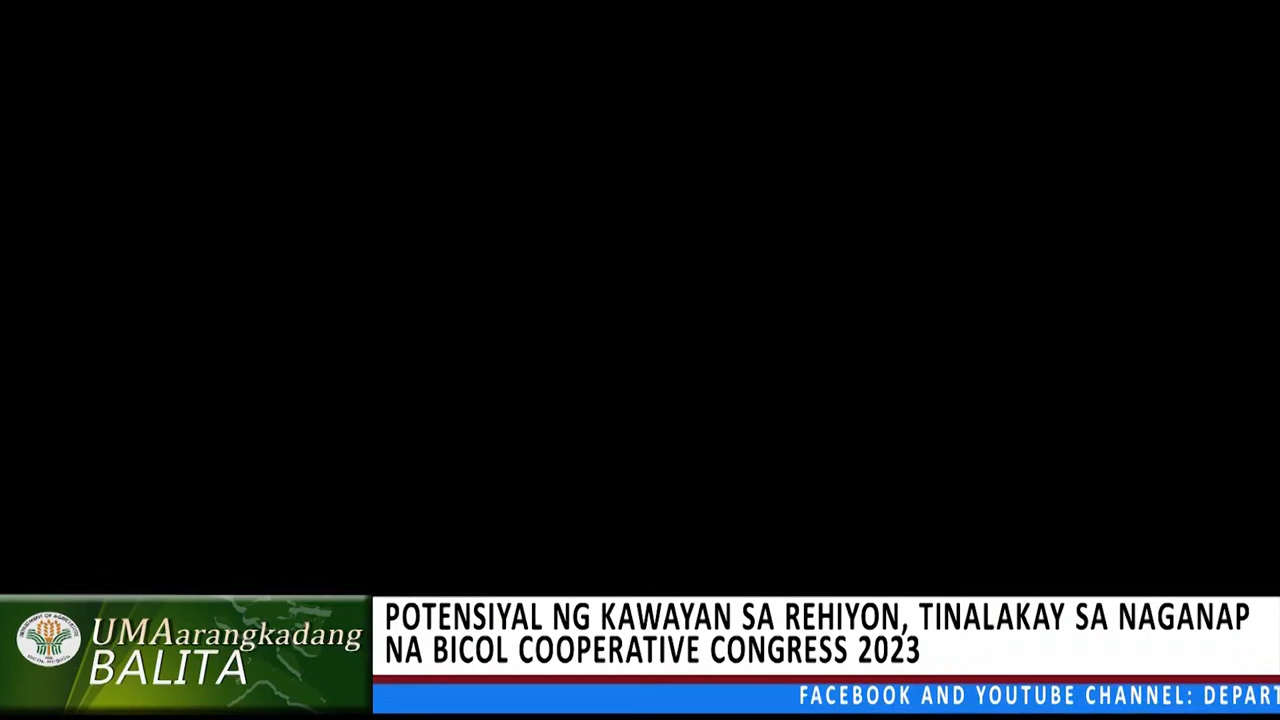 UMAarangkadang
BALITA
POTENSIYAL NG KAWAYAN SA REHIYON, TINALAKAY SA NAGANAP
NA BICOL COOPERATIVE CONGRESS 2023
FACEBOOK AND YOUTUBE CHANNEL: DEPART